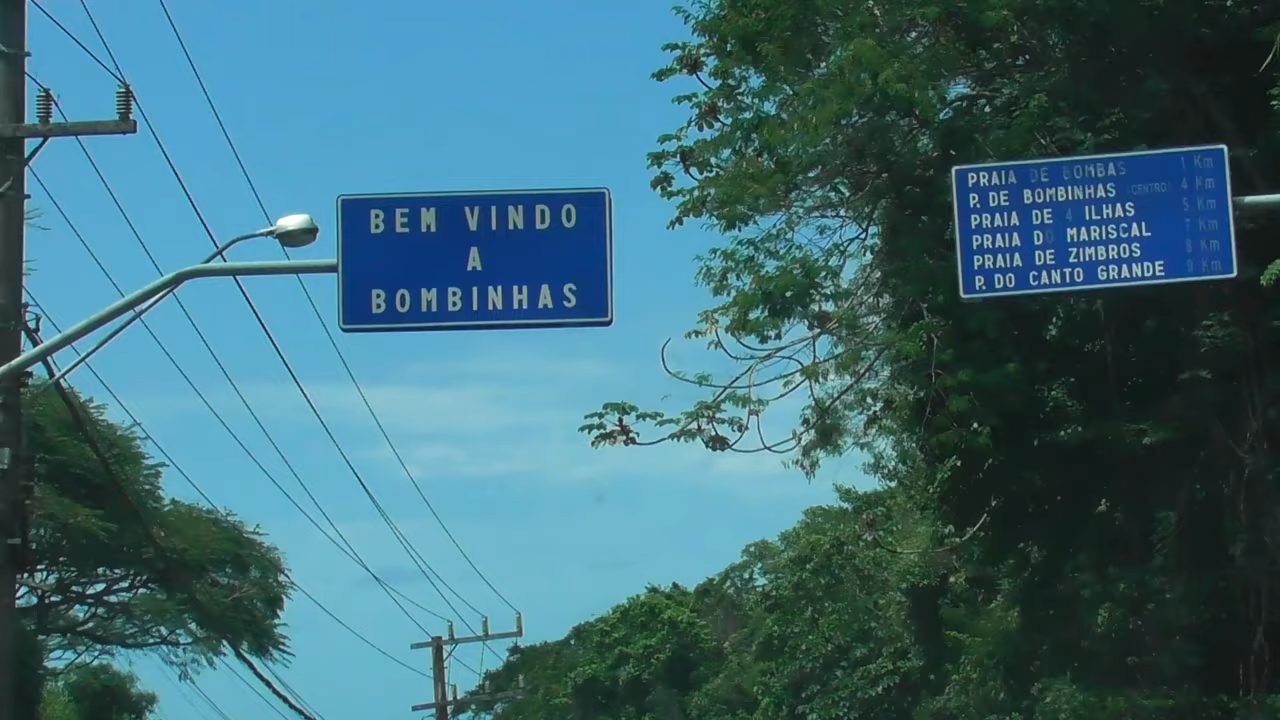 BEM VINDO
A
BOMBINHAS
PRAIA DE BOMBAS 1 Km
P. DE BOMBINHAS (CENTRO) 4 Km
PRAIA DE 4 ILHAS 5 Km
PRAIA DO MARISCAL 7 Km
PRAIA DE ZIMBROS 8 Km
P. DO CANTO GRANDE 9 Km